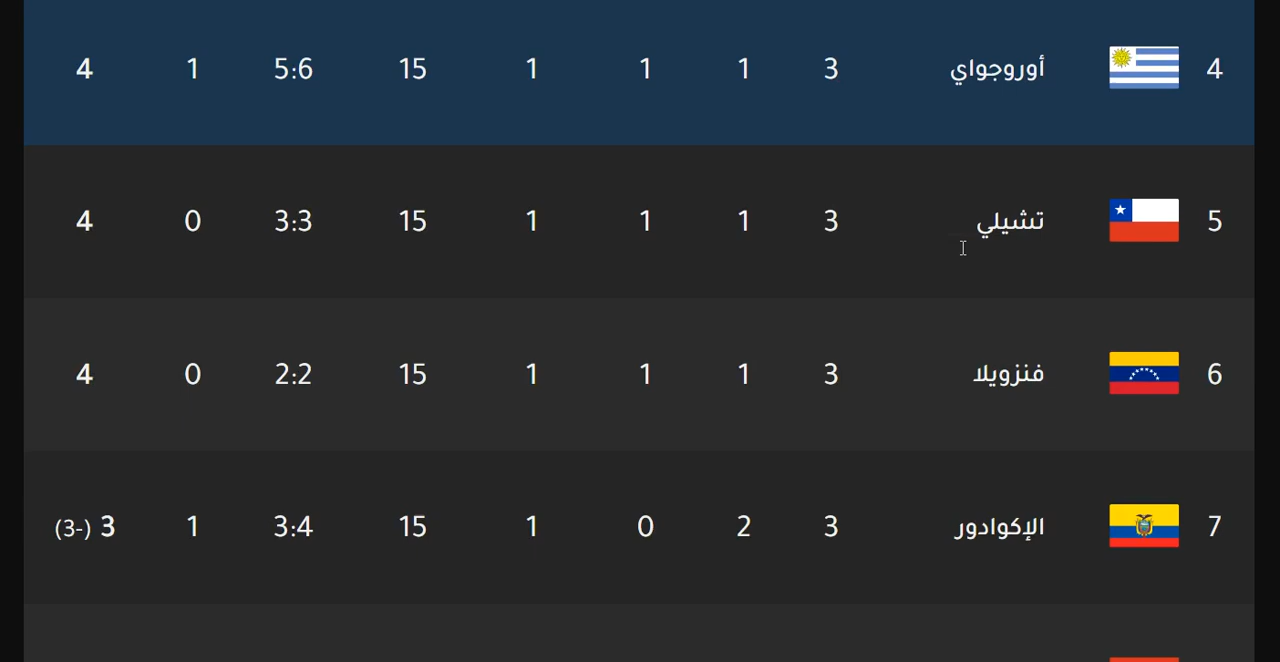 4 أوروجواي 3 1 1 1 15 5:6 1 4
5 تشيلي 3 1 1 1 15 3:3 0 4
6 فنزويلا 3 1 1 1 15 2:2 0 4
7 الإكوادور 3 2 0 1 15 3:4 1 3 (-3)